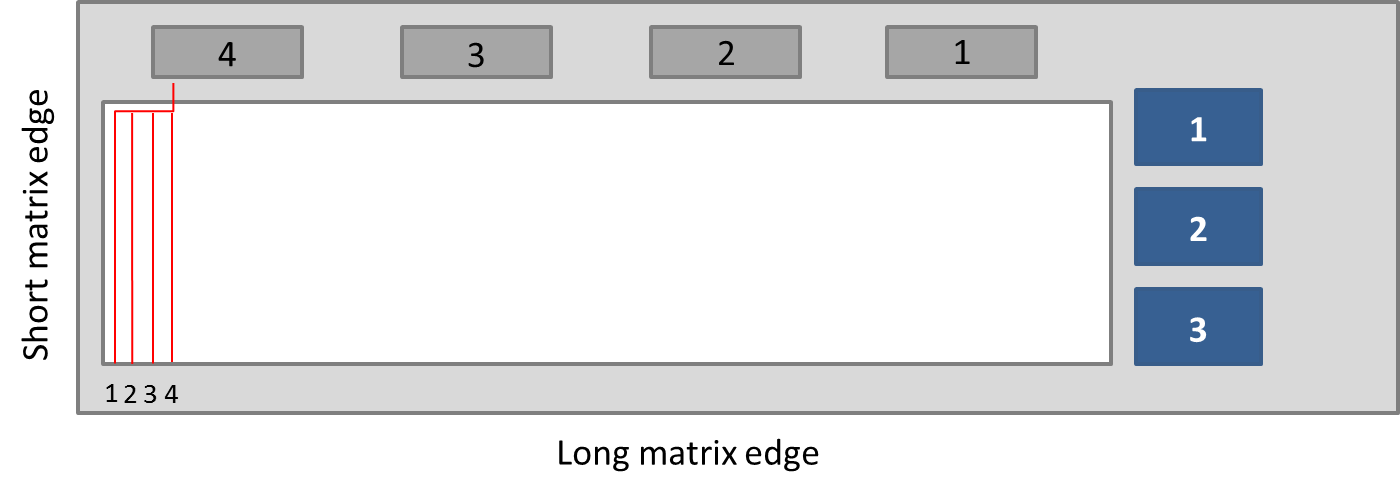 4 3 2 1
Short matrix edge
1
2
3
1 2 3 4
Long matrix edge